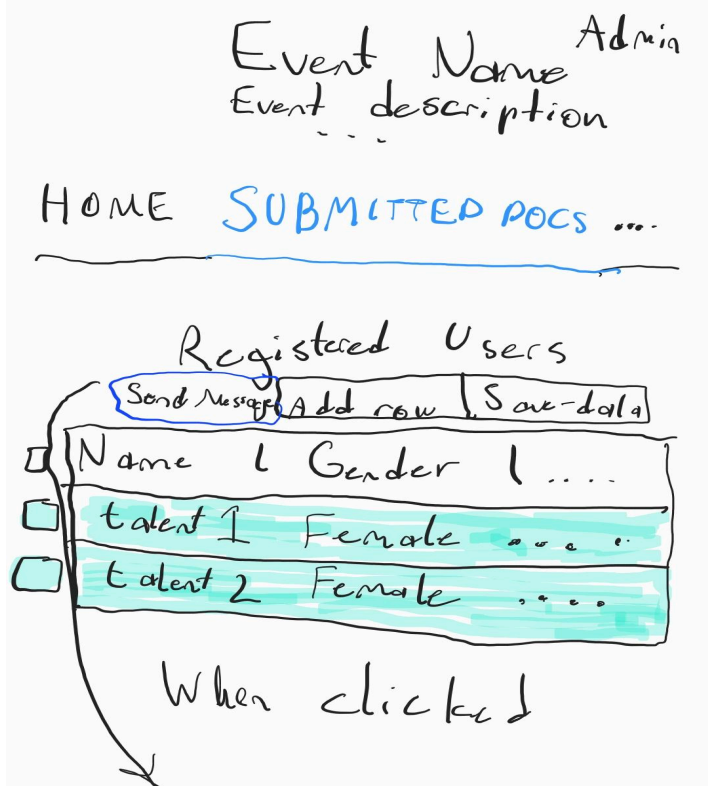 Admin
Event Name
Event description
...
HOME SUBMITTED DOCS ....
Registered Users
Send Message Add row Save-data
Name | Gender | ....
talent 1 Female ....
talent 2 Female ....
When clicked